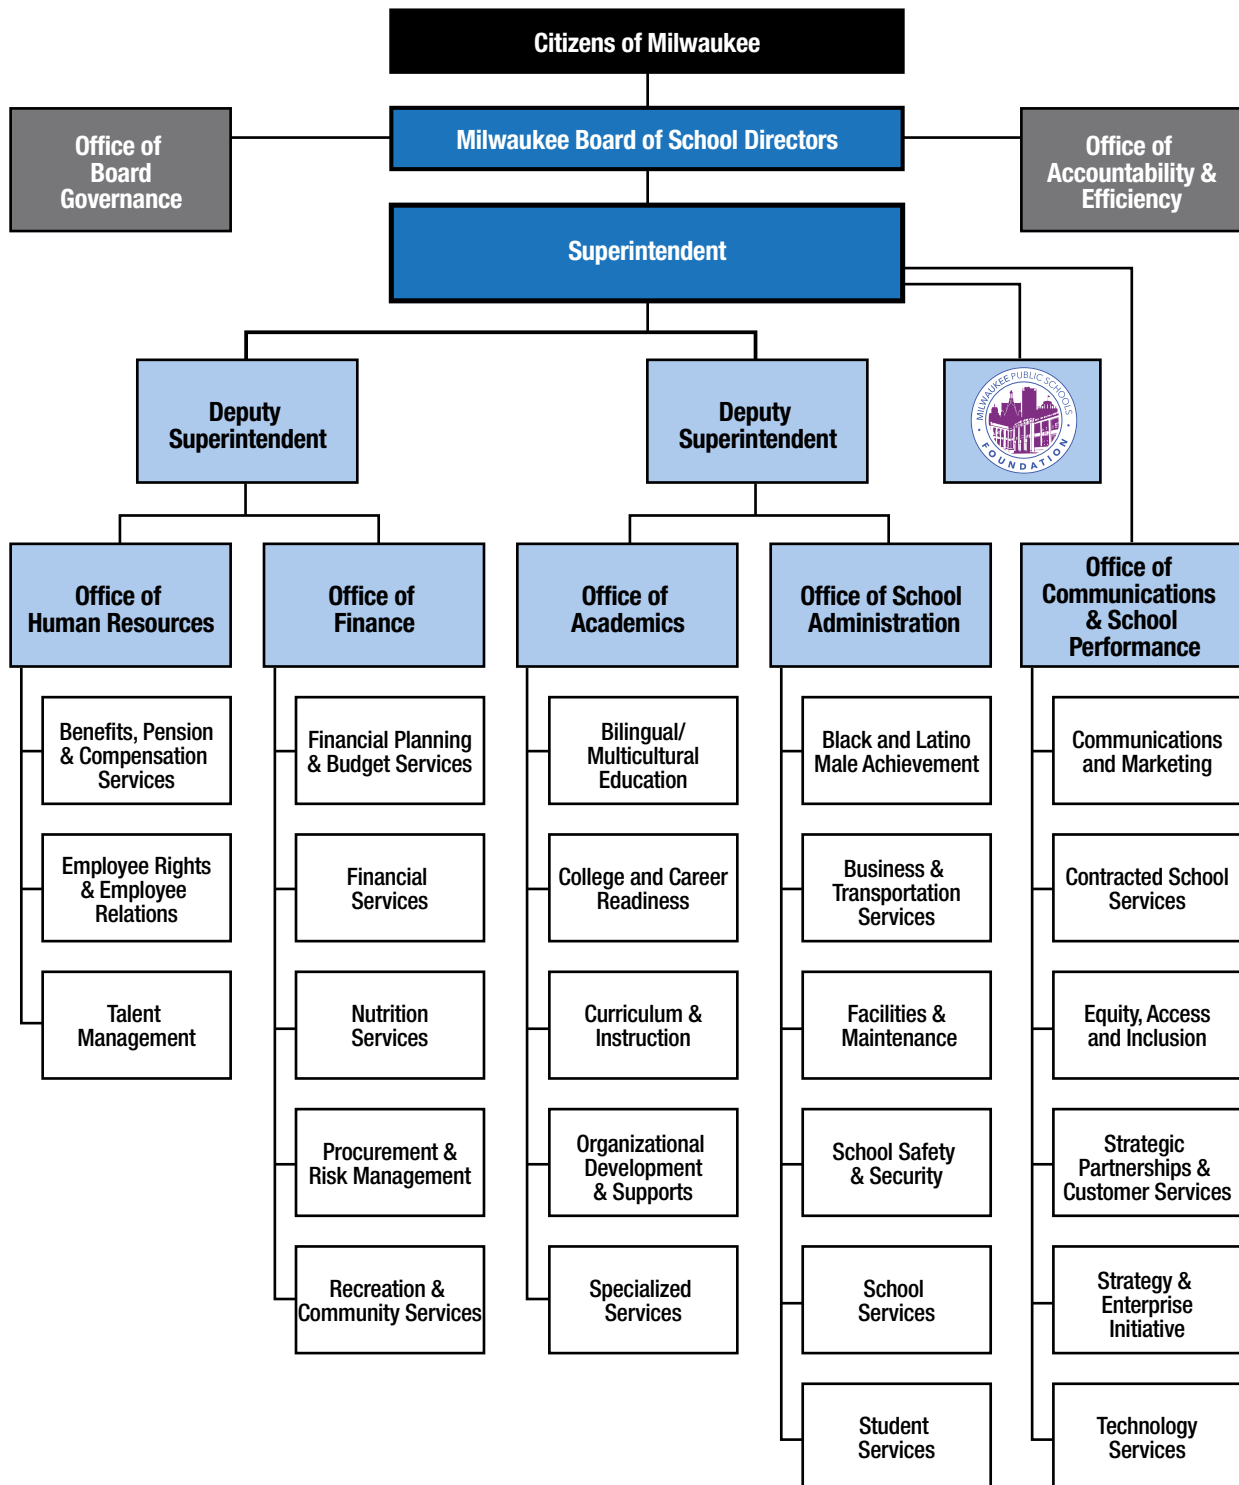 Citizens of Milwaukee
Office of
Board
Governance
Milwaukee Board of School Directors
Office of
Accountability &
Efficiency
Superintendent
Deputy
Superintendent
Deputy
Superintendent
MILWAUKEE PUBLIC SCHOOLS
FOUNDATION
Office of
Human Resources
Office of
Finance
Office of
Academics
Office of School
Administration
Office of
Communications
& School
Performance
Benefits, Pension
& Compensation
Services
Employee Rights
& Employee
Relations
Talent
Management
Financial Planning
& Budget Services
Financial
Services
Nutrition
Services
Procurement &
Risk Management
Recreation &
Community Services
Bilingual/
Multicultural
Education
College and Career
Readiness
Curriculum &
Instruction
Organizational
Development
& Supports
Specialized
Services
Black and Latino
Male Achievement
Business &
Transportation
Services
Facilities &
Maintenance
School Safety
& Security
School
Services
Student
Services
Communications
and Marketing
Contracted School
Services
Equity, Access
and Inclusion
Strategic
Partnerships &
Customer Services
Strategy &
Enterprise
Initiative
Technology
Services